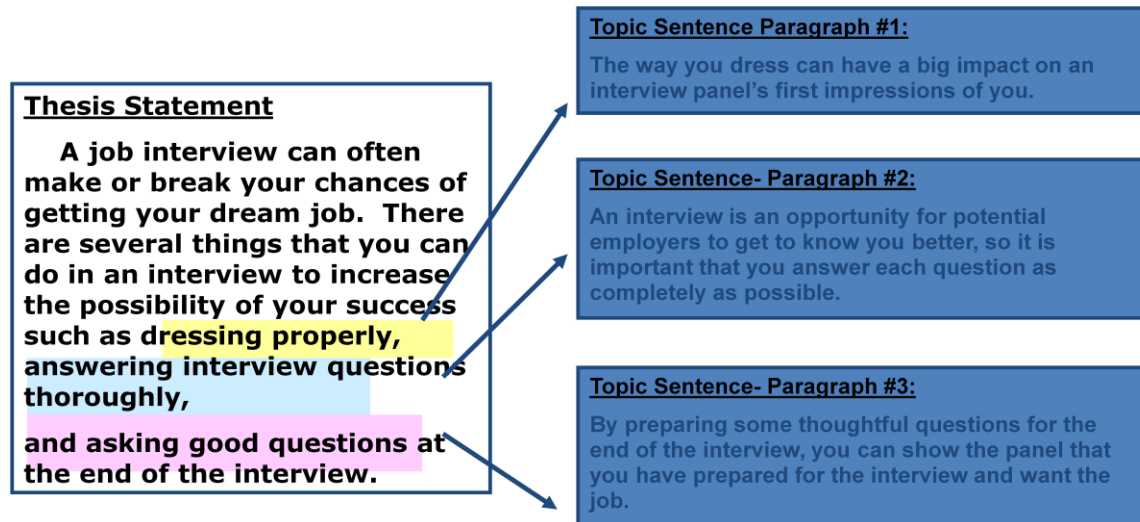 Thesis Statement
A job interview can often
make or break your chances of
getting your dream job. There
are several things that you can
do in an interview to increase
the possibility of your success
such as dressing properly,
answering interview questions
thoroughly,
and asking good questions at
the end of the interview.
Topic Sentence Paragraph #1:
The way you dress can have a big impact on an
interview panel's first impressions of you.
Topic Sentence- Paragraph #2:
An interview is an opportunity for potential
employers to get to know you better, so it is
important that you answer each question as
completely as possible.
Topic Sentence- Paragraph #3:
By preparing some thoughtful questions for the
end of the interview, you can show the panel that
you have prepared for the interview and want the
job.